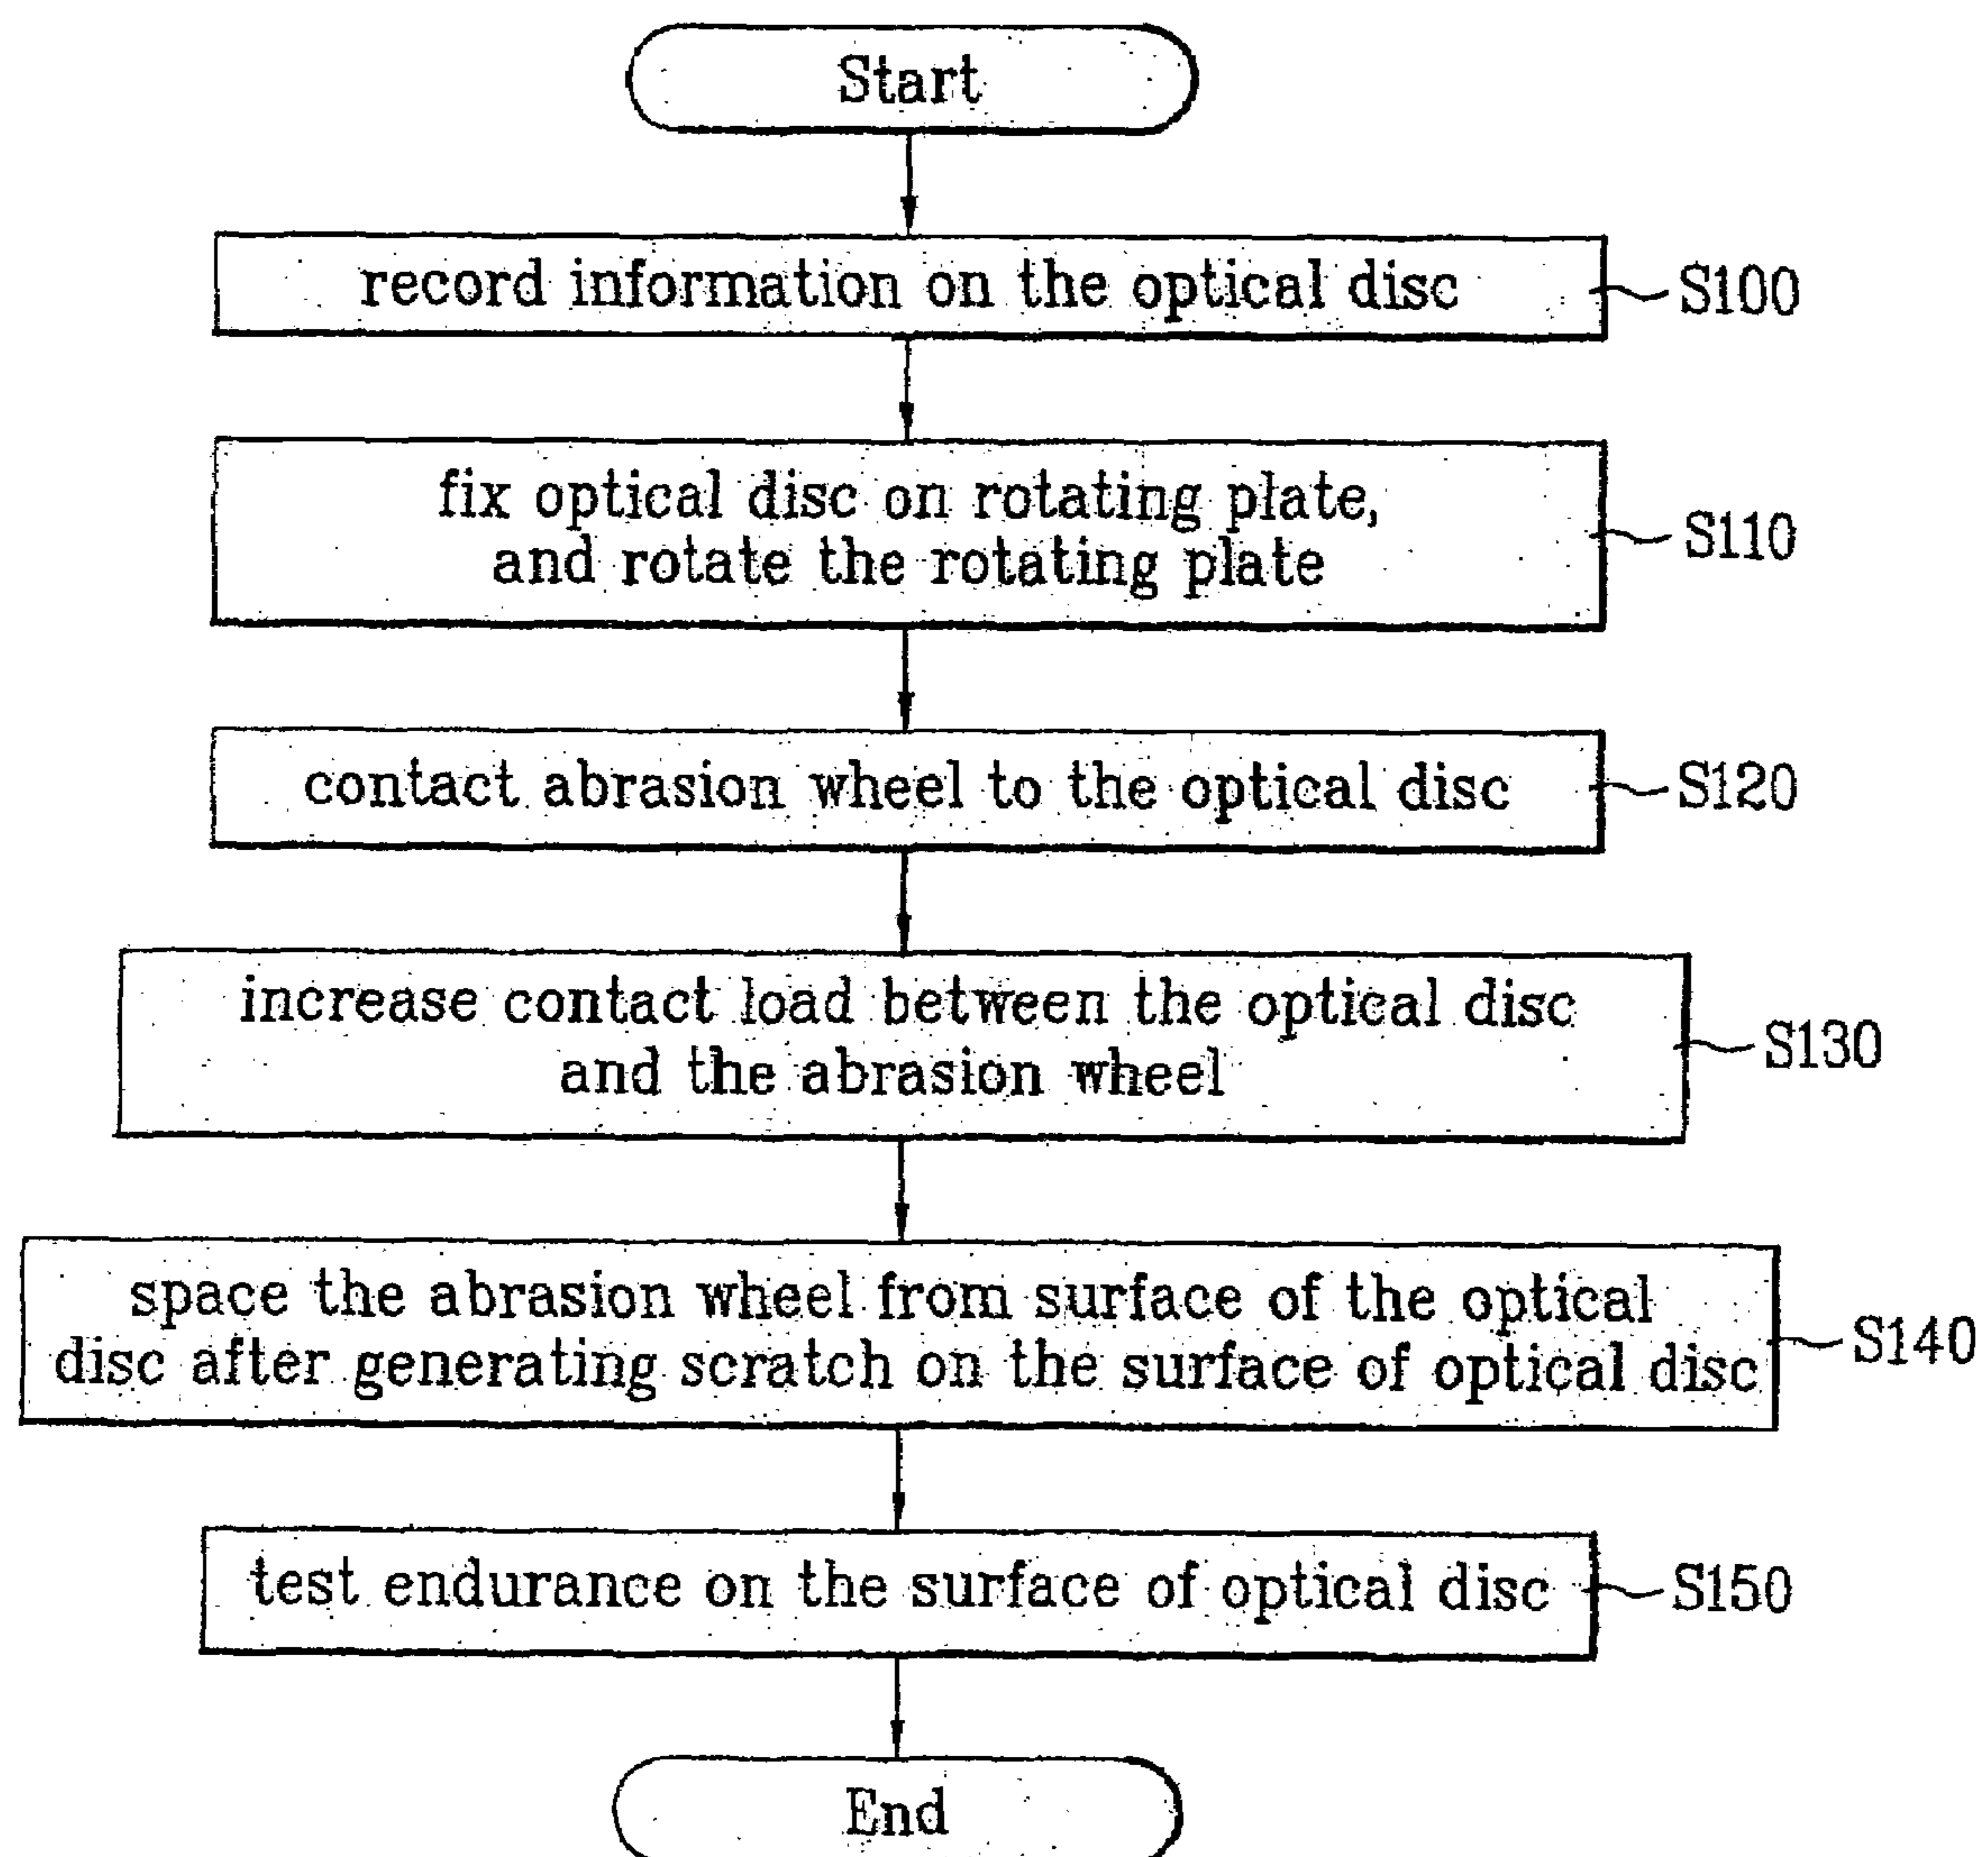 Start
record information on the optical disc
S100
fix optical disc on rotating plate,
and rotate the rotating plate
S110
contact abrasion wheel to the optical disc
S120
increase contact load between the optical disc
and the abrasion wheel
S130
space the abrasion wheel from surface of the optical
disc after generating scratch on the surface of optical disc
S140
test endurance on the surface of optical disc
S150
End